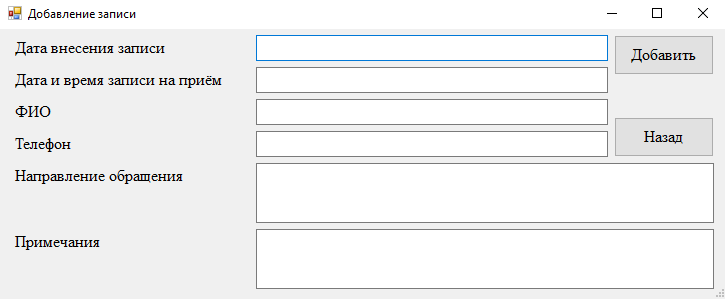 Добавление записи
Дата внесения записи
Добавить
Дата и время записи на приём
ФИО
Телефон
Назад
Направление обращения
Примечания